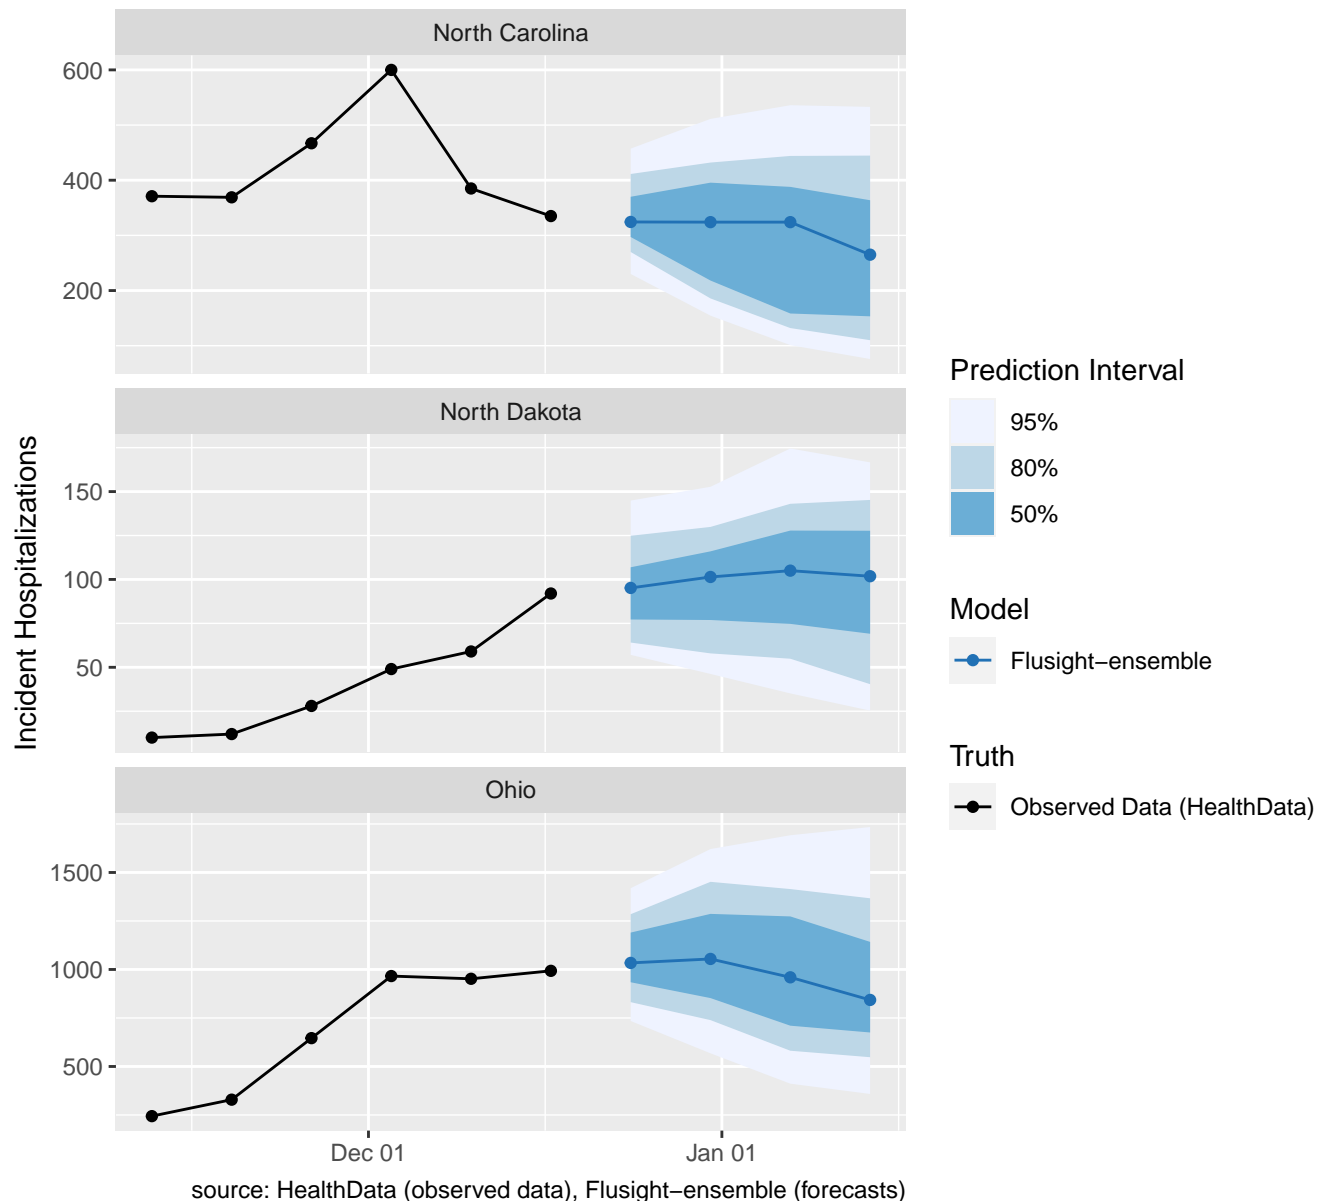 North Carolina
600
400
200
North Dakota
150
100
50
Ohio
1500
1000
500
Dec 01
Jan 01
Incident Hospitalizations
source: HealthData (observed data), Flusight−ensemble (forecasts)
Prediction Interval
95%
80%
50%
Model
Flusight−ensemble
Truth
Observed Data (HealthData)